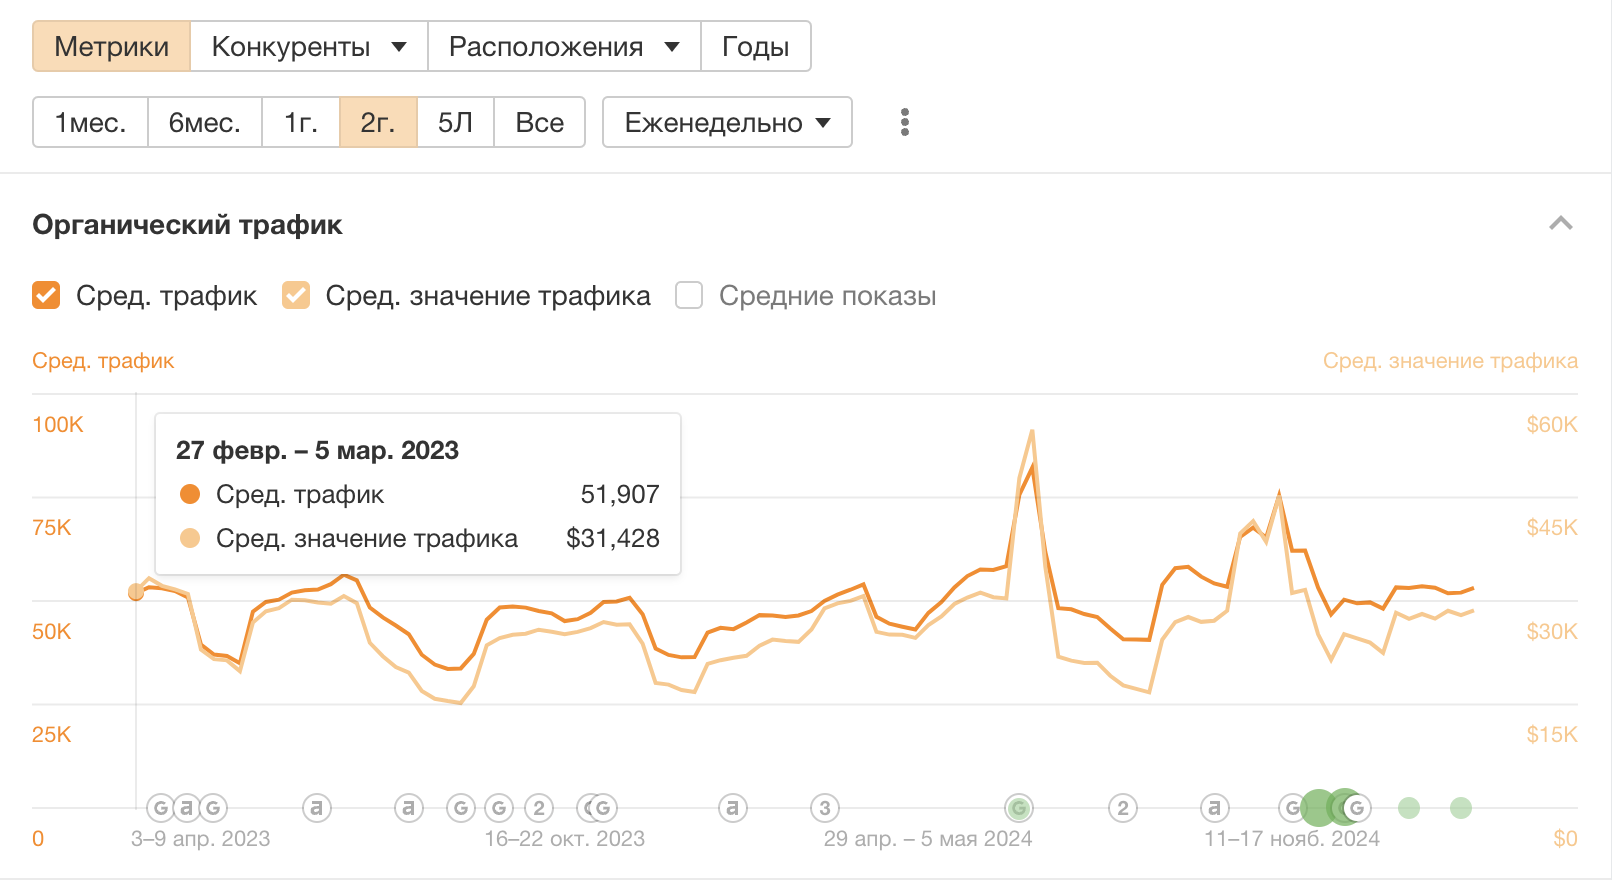 Метрики Конкуренты Расположения Годы
1мес. 6мес. 1г. 2г. 5Л Все Еженедельно
Органический трафик
Сред. трафик Сред. значение трафика Средние показы
Сред. трафик Сред. значение трафика
100K $60K
27 февр. – 5 мар. 2023
Сред. трафик 51,907
Сред. значение трафика $31,428
75K $45K
50K $30K
25K $15K
G a G a a G G 2 G a 3 G 2 a G G
0 3–9 апр. 2023 16–22 окт. 2023 29 апр. – 5 мая 2024 11–17 нояб. 2024 $0